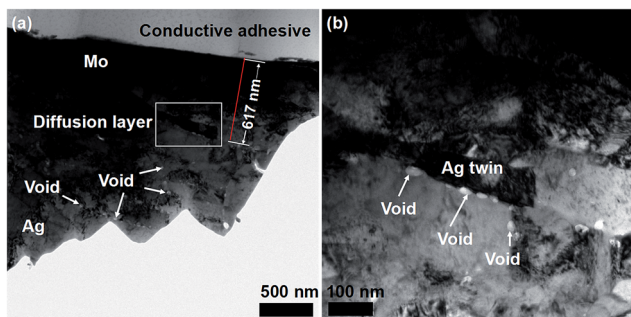 (a)
Conductive adhesive
Mo
617 nm
Diffusion layer
Void
Void
Ag
500 nm
(b)
Ag twin
Void
Void
Void
100 nm